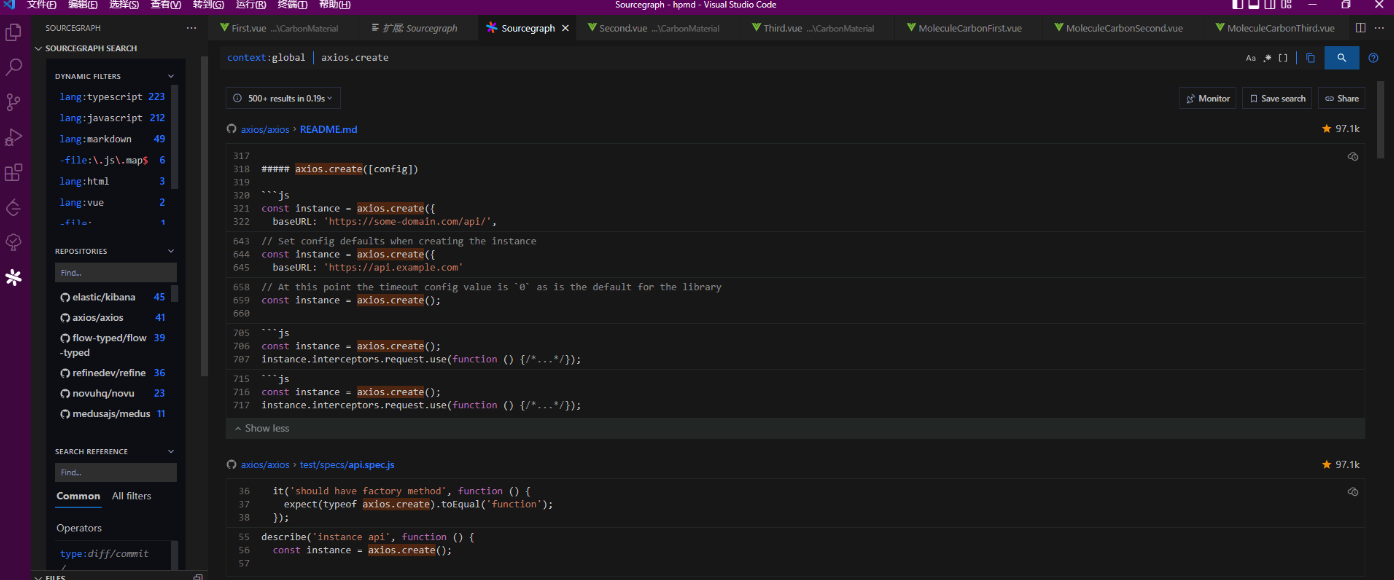 文件(F) 编辑(E) 选择(S) 查看(V) 转到(G) 运行(R) 终端(T) 帮助(H) Sourcegraph - hpmd - Visual Studio Code
SOURCEGRAPH ···
First.vue ...\CarbonMaterial 扩展: Sourcegraph Sourcegraph Second.vue ...\CarbonMaterial Third.vue ...\CarbonMaterial MoleculeCarbonFirst.vue MoleculeCarbonSecond.vue MoleculeCarbonThird.vue ···
SOURCEGRAPH SEARCH
DYNAMIC FILTERS
lang:typescript 223
lang:javascript 212
lang:markdown 49
-file:\.js\.map$ 6
lang:html 3
lang:vue 2
REPOSITORIES
Find...
elastic/kibana 45
axios/axios 41
flow-typed/flow
-typed 39
refinedev/refine 36
novuhq/novu 23
medusajs/medus 11
SEARCH REFERENCE
Find...
Common All filters
Operators
type:diff/commit
/
FILES
context:global axios.create Aa .* []
500+ results in 0.19s Monitor Save search Share
axios/axios › README.md 97.1k
317
318 ##### axios.create([config])
319
320 ```js
321 const instance = axios.create({
322 baseURL: 'https://some-domain.com/api/',
643 // Set config defaults when creating the instance
644 const instance = axios.create({
645 baseURL: 'https://api.example.com'
658 // At this point the timeout config value is `0` as is the default for the library
659 const instance = axios.create();
660
705 ```js
706 const instance = axios.create();
707 instance.interceptors.request.use(function () {/*...*/});
715 ```js
716 const instance = axios.create();
717 instance.interceptors.request.use(function () {/*...*/});
Show less
axios/axios › test/specs/api.spec.js 97.1k
36 it('should have factory method', function () {
37 expect(typeof axios.create).toEqual('function');
38 });
55 describe('instance api', function () {
56 const instance = axios.create();
57